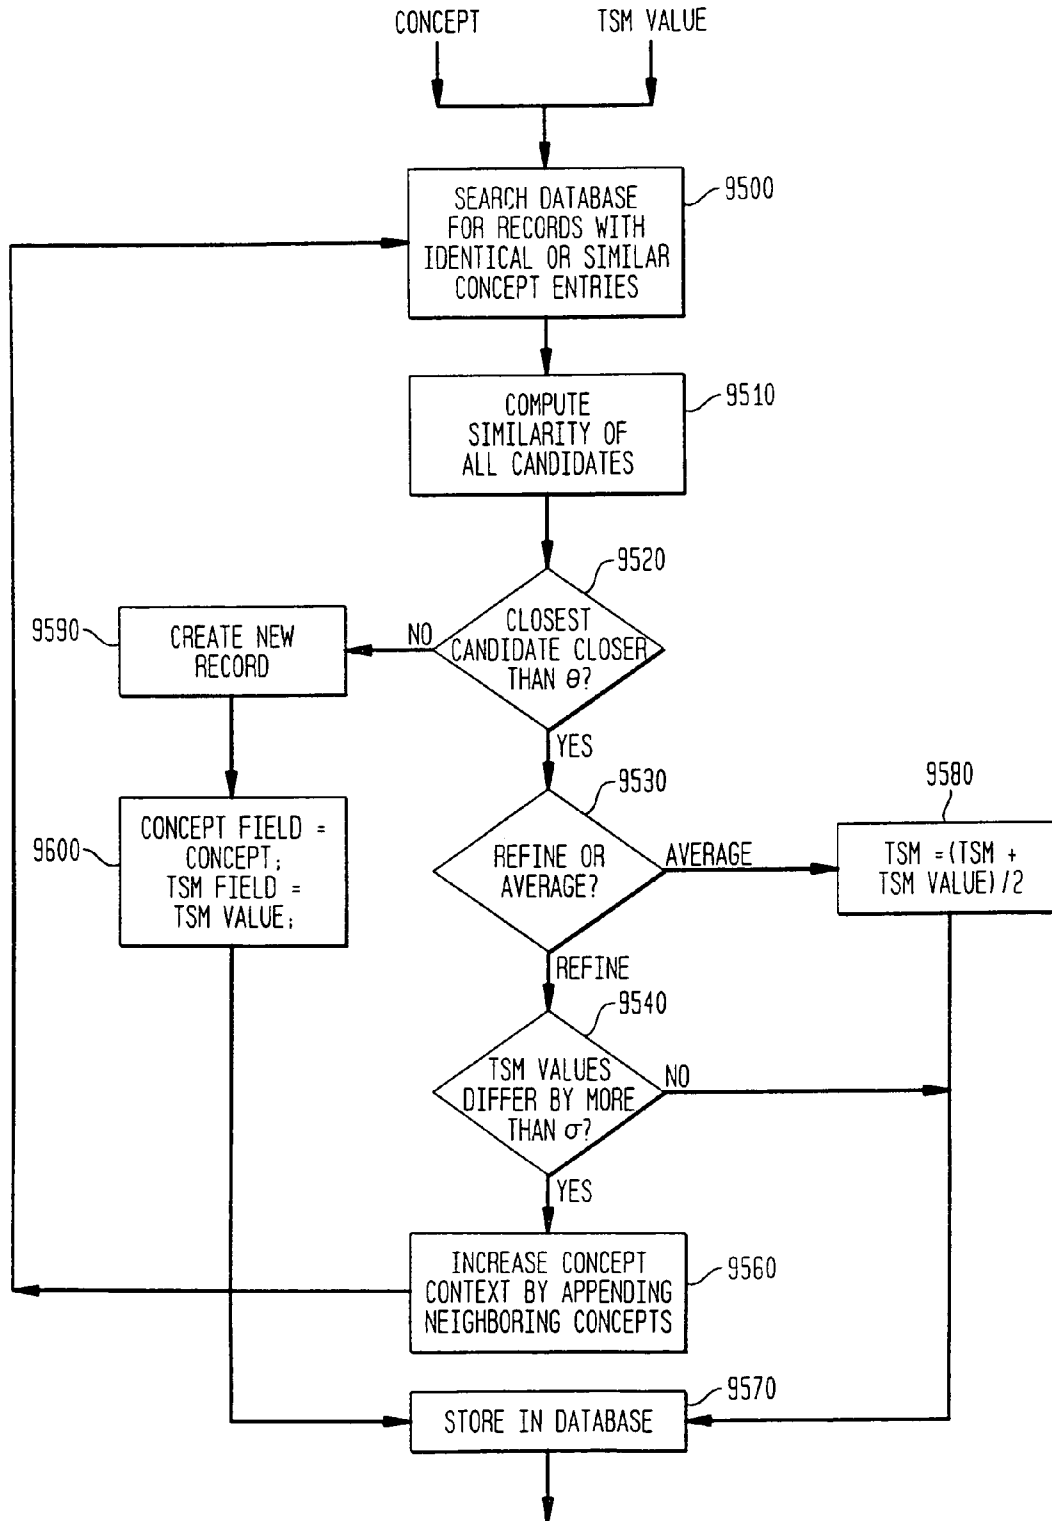 CONCEPT
TSM VALUE
SEARCH DATABASE
FOR RECORDS WITH
IDENTICAL OR SIMILAR
CONCEPT ENTRIES
9500
COMPUTE
SIMILARITY OF
ALL CANDIDATES
9510
CLOSEST
CANDIDATE CLOSER
THAN θ?
9520
NO
YES
9590
CREATE NEW
RECORD
9600
CONCEPT FIELD =
CONCEPT;
TSM FIELD =
TSM VALUE;
REFINE OR
AVERAGE?
9530
AVERAGE
REFINE
9580
TSM =(TSM +
TSM VALUE)/2
TSM VALUES
DIFFER BY MORE
THAN σ?
9540
NO
YES
INCREASE CONCEPT
CONTEXT BY APPENDING
NEIGHBORING CONCEPTS
9560
STORE IN DATABASE
9570